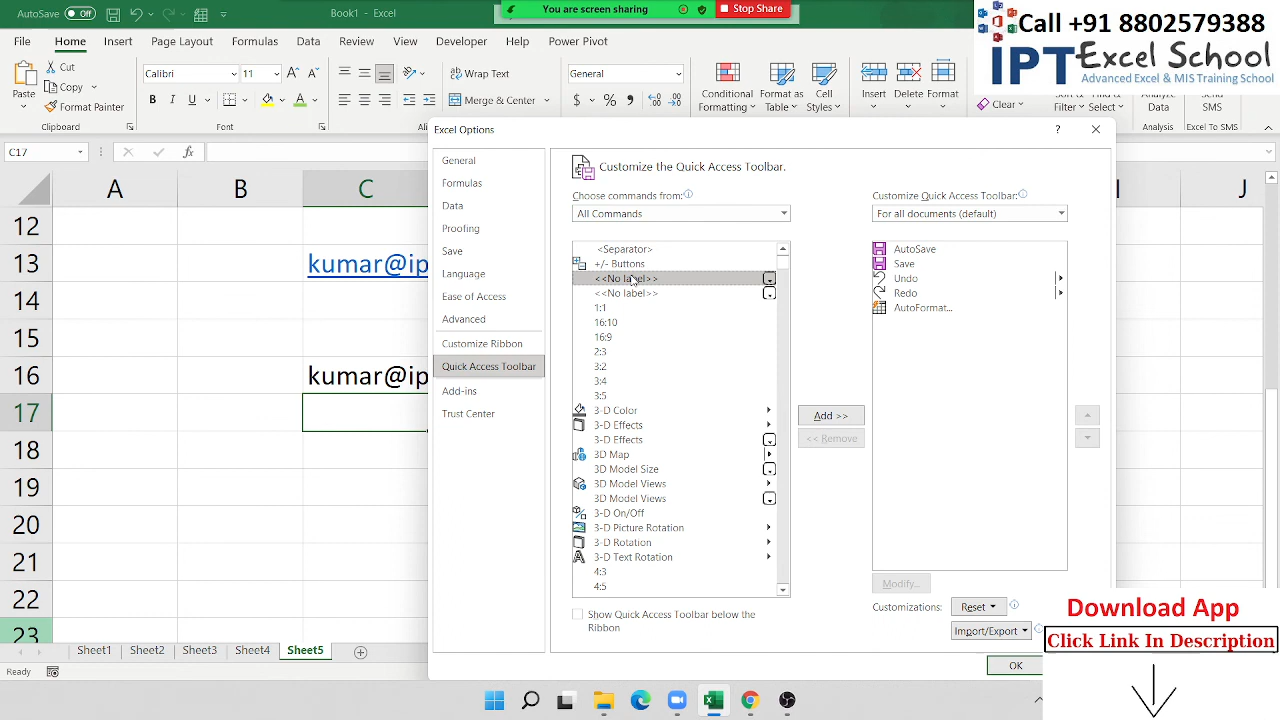 AutoSave Off
Book1 - Excel
You are screen sharing
Stop Share
Call +91 8802579388
IPT Excel School
Advanced Excel & MIS Training School
File Home Insert Page Layout Formulas Data Review View Developer Help Power Pivot
Paste
Cut
Copy
Format Painter
Clipboard
Calibri 11
B I U
Font
Wrap Text
Merge & Center
General
$ % ,
Conditional Formatting
Format as Table
Cell Styles
Insert Delete Format
Clear
Sort & Find &
Filter Select
Analyze Data
Analysis
Send SMS
Excel To SMS
C17
fx
A B C I J
12
13 kumar@ip
14
15
16 kumar@ip
17
18
19
20
21
22
23
Excel Options
?
General
Formulas
Data
Proofing
Save
Language
Ease of Access
Advanced
Customize Ribbon
Quick Access Toolbar
Add-ins
Trust Center
Customize the Quick Access Toolbar.
Choose commands from:
All Commands
<Separator>
+/- Buttons
<<No label>>
<<No label>>
1:1
16:10
16:9
2:3
3:2
3:4
3:5
3-D Color
3-D Effects
3-D Effects
3D Map
3D Model Size
3D Model Views
3D Model Views
3-D On/Off
3-D Picture Rotation
3-D Rotation
3-D Text Rotation
4:3
4:5
Show Quick Access Toolbar below the
Ribbon
Add >>
<< Remove
Customize Quick Access Toolbar:
For all documents (default)
AutoSave
Save
Undo
Redo
AutoFormat...
Modify...
Customizations: Reset
Import/Export
OK
Download App
Click Link In Description
Sheet1 Sheet2 Sheet3 Sheet4 Sheet5
Ready